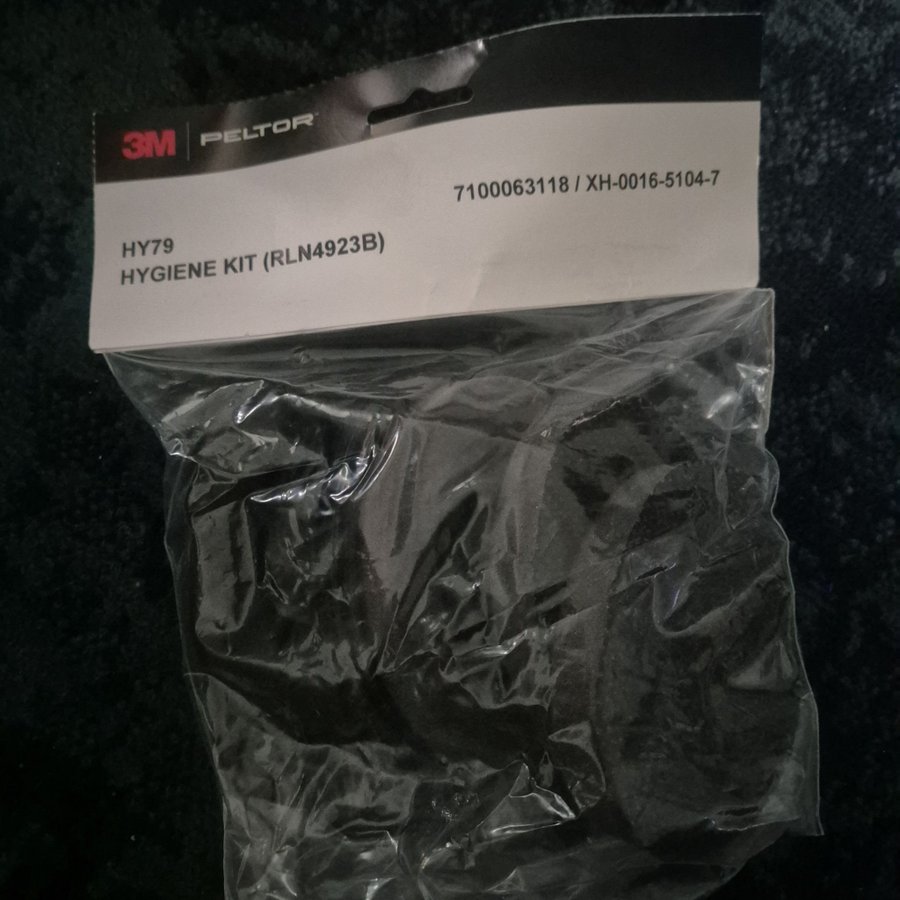 3M PELTOR
7100063118 / XH-0016-5104-7
HY79
HYGIENE KIT (RLN4923B)